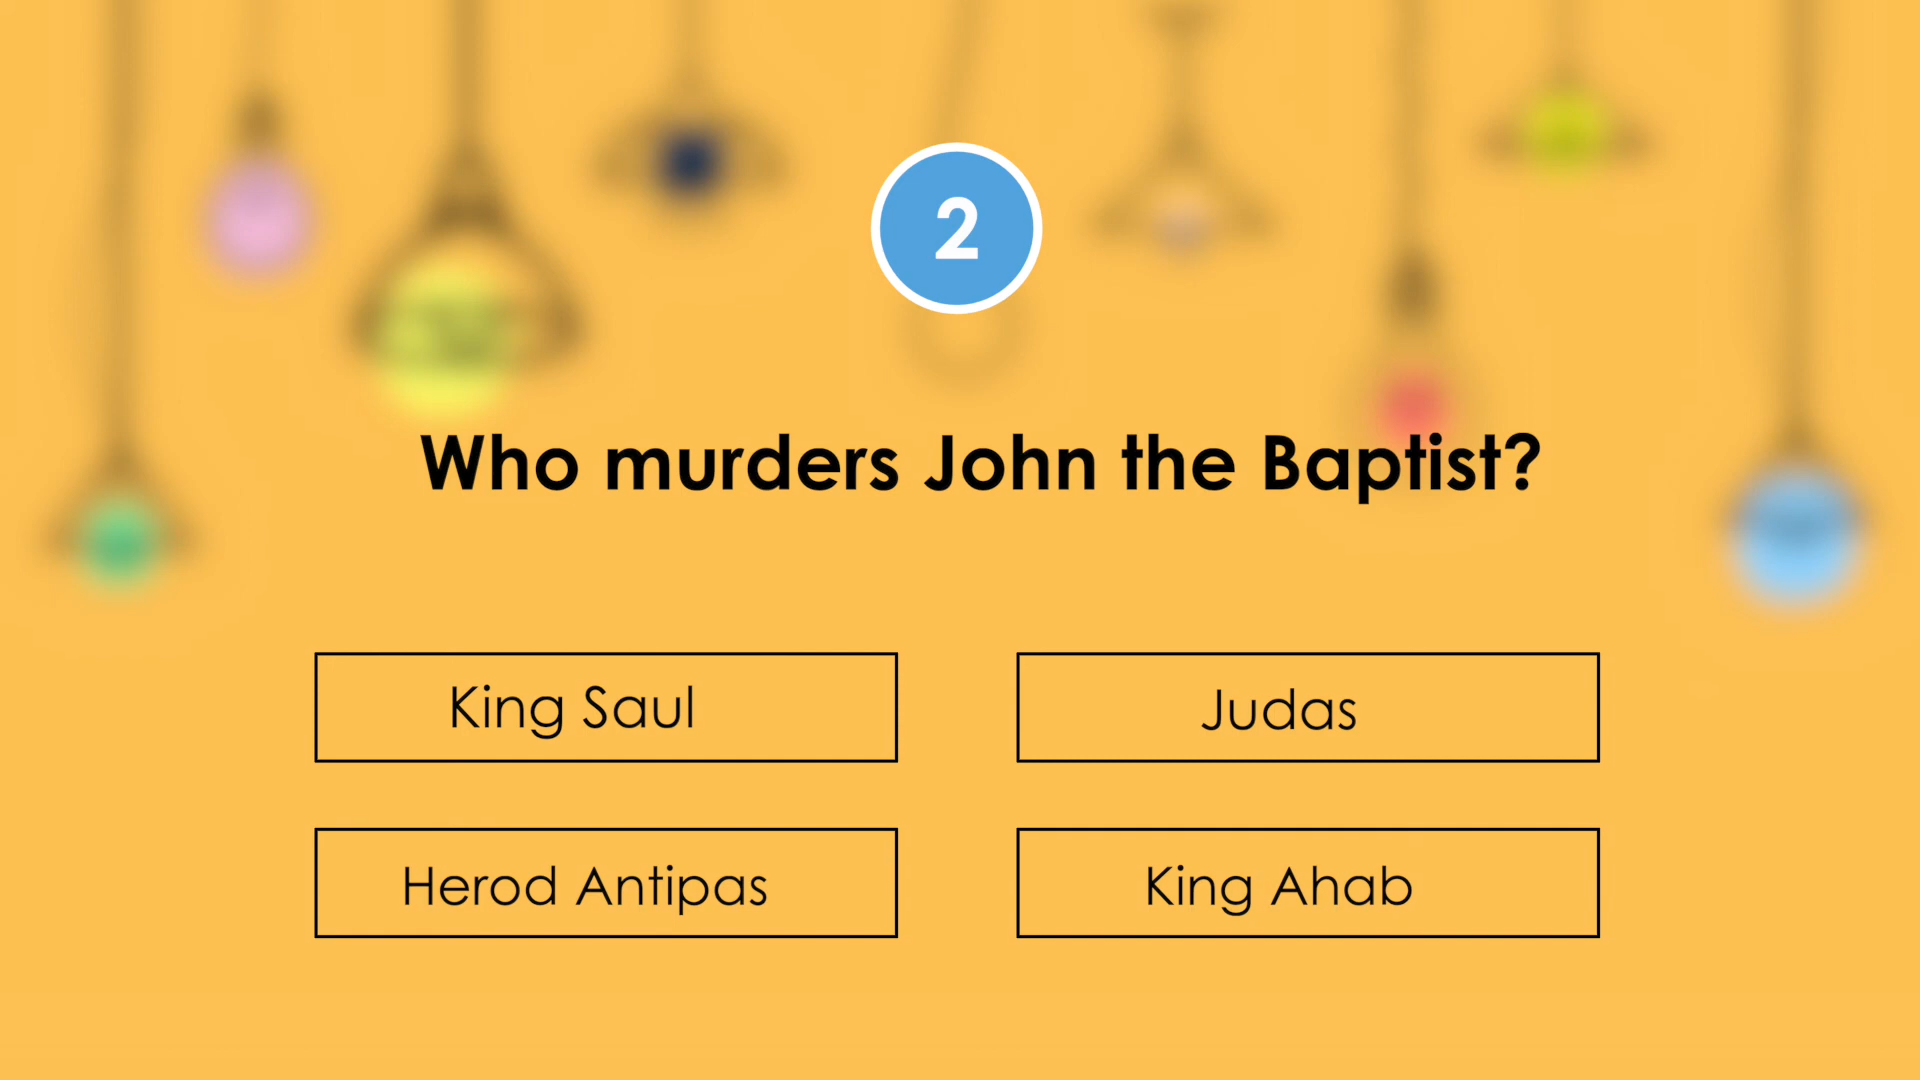 2
Who murders John the Baptist?
King Saul
Judas
Herod Antipas
King Ahab